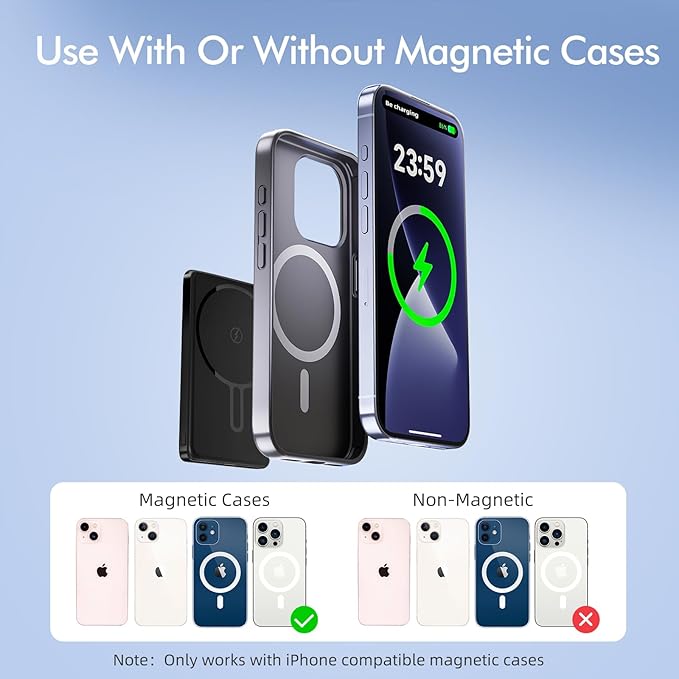 Use With Or Without Magnetic Cases
Be charging
86%
23:59
Magnetic Cases
Non-Magnetic
Note：Only works with iPhone compatible magnetic cases